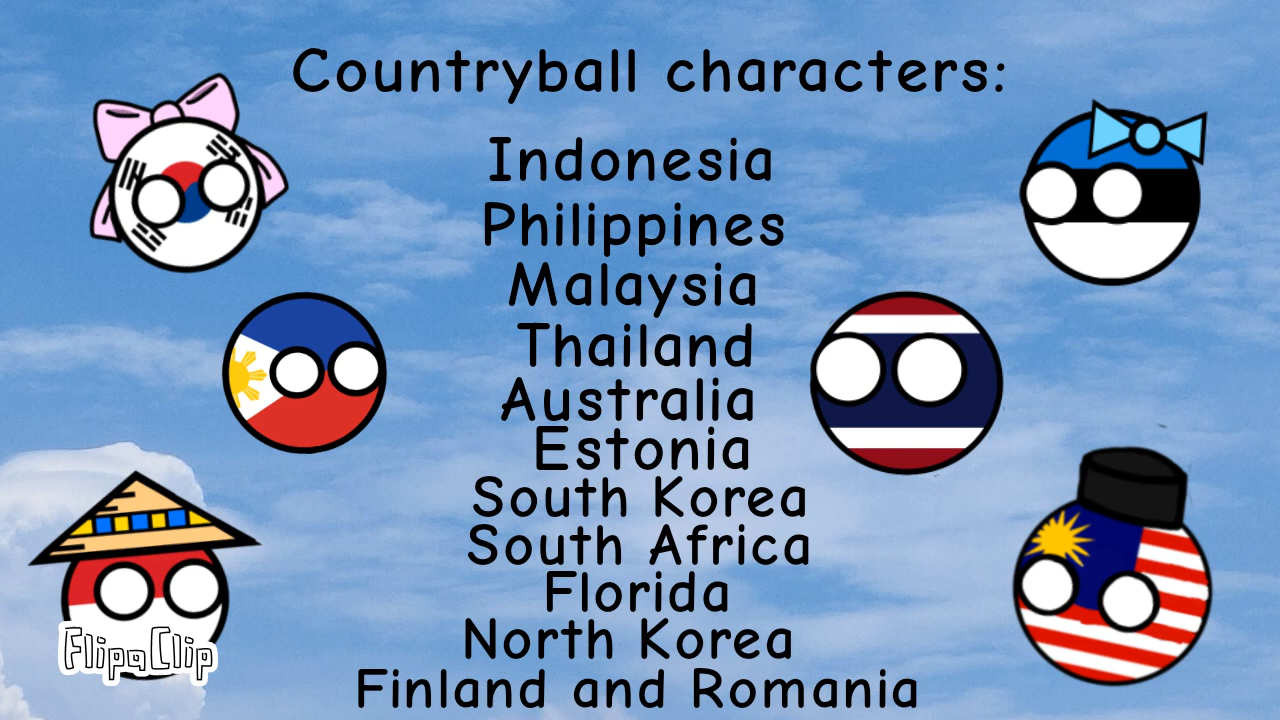 Countryball characters:
Indonesia
Philippines
Malaysia
Thailand
Australia
Estonia
South Korea
South Africa
Florida
North Korea
Finland and Romania
FlipaClip